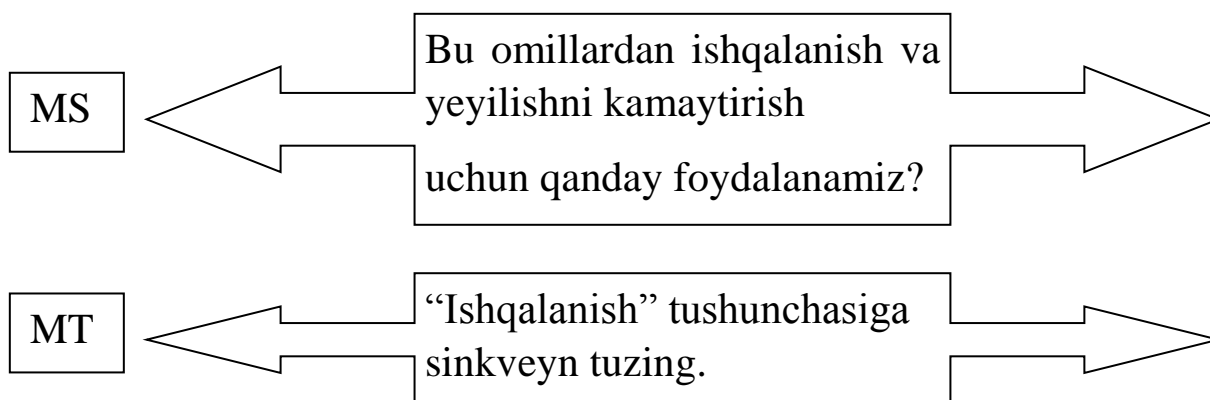 MS
Bu omillardan ishqalanish va
yeyilishni kamaytirish
uchun qanday foydalanamiz?
MT
“Ishqalanish” tushunchasiga
sinkveyn tuzing.